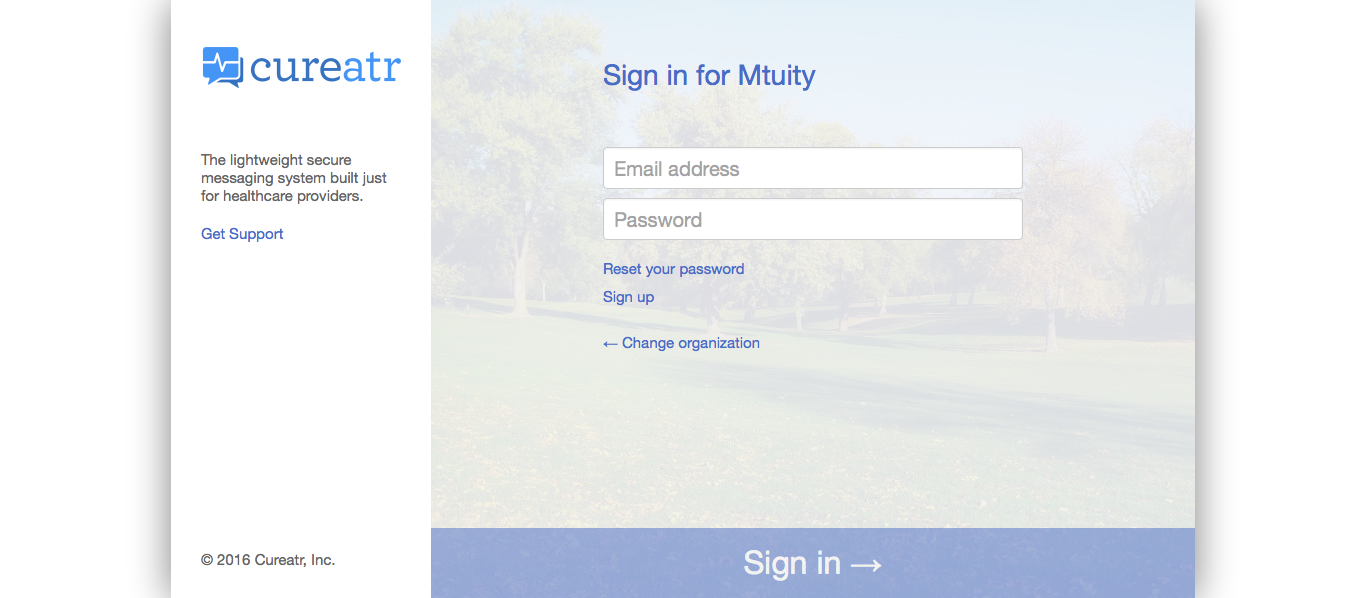 cureatr
The lightweight secure
messaging system built just
for healthcare providers.
Get Support
© 2016 Cureatr, Inc.
Sign in for Mtuity
Email address
Password
Reset your password
Sign up
← Change organization
Sign in →